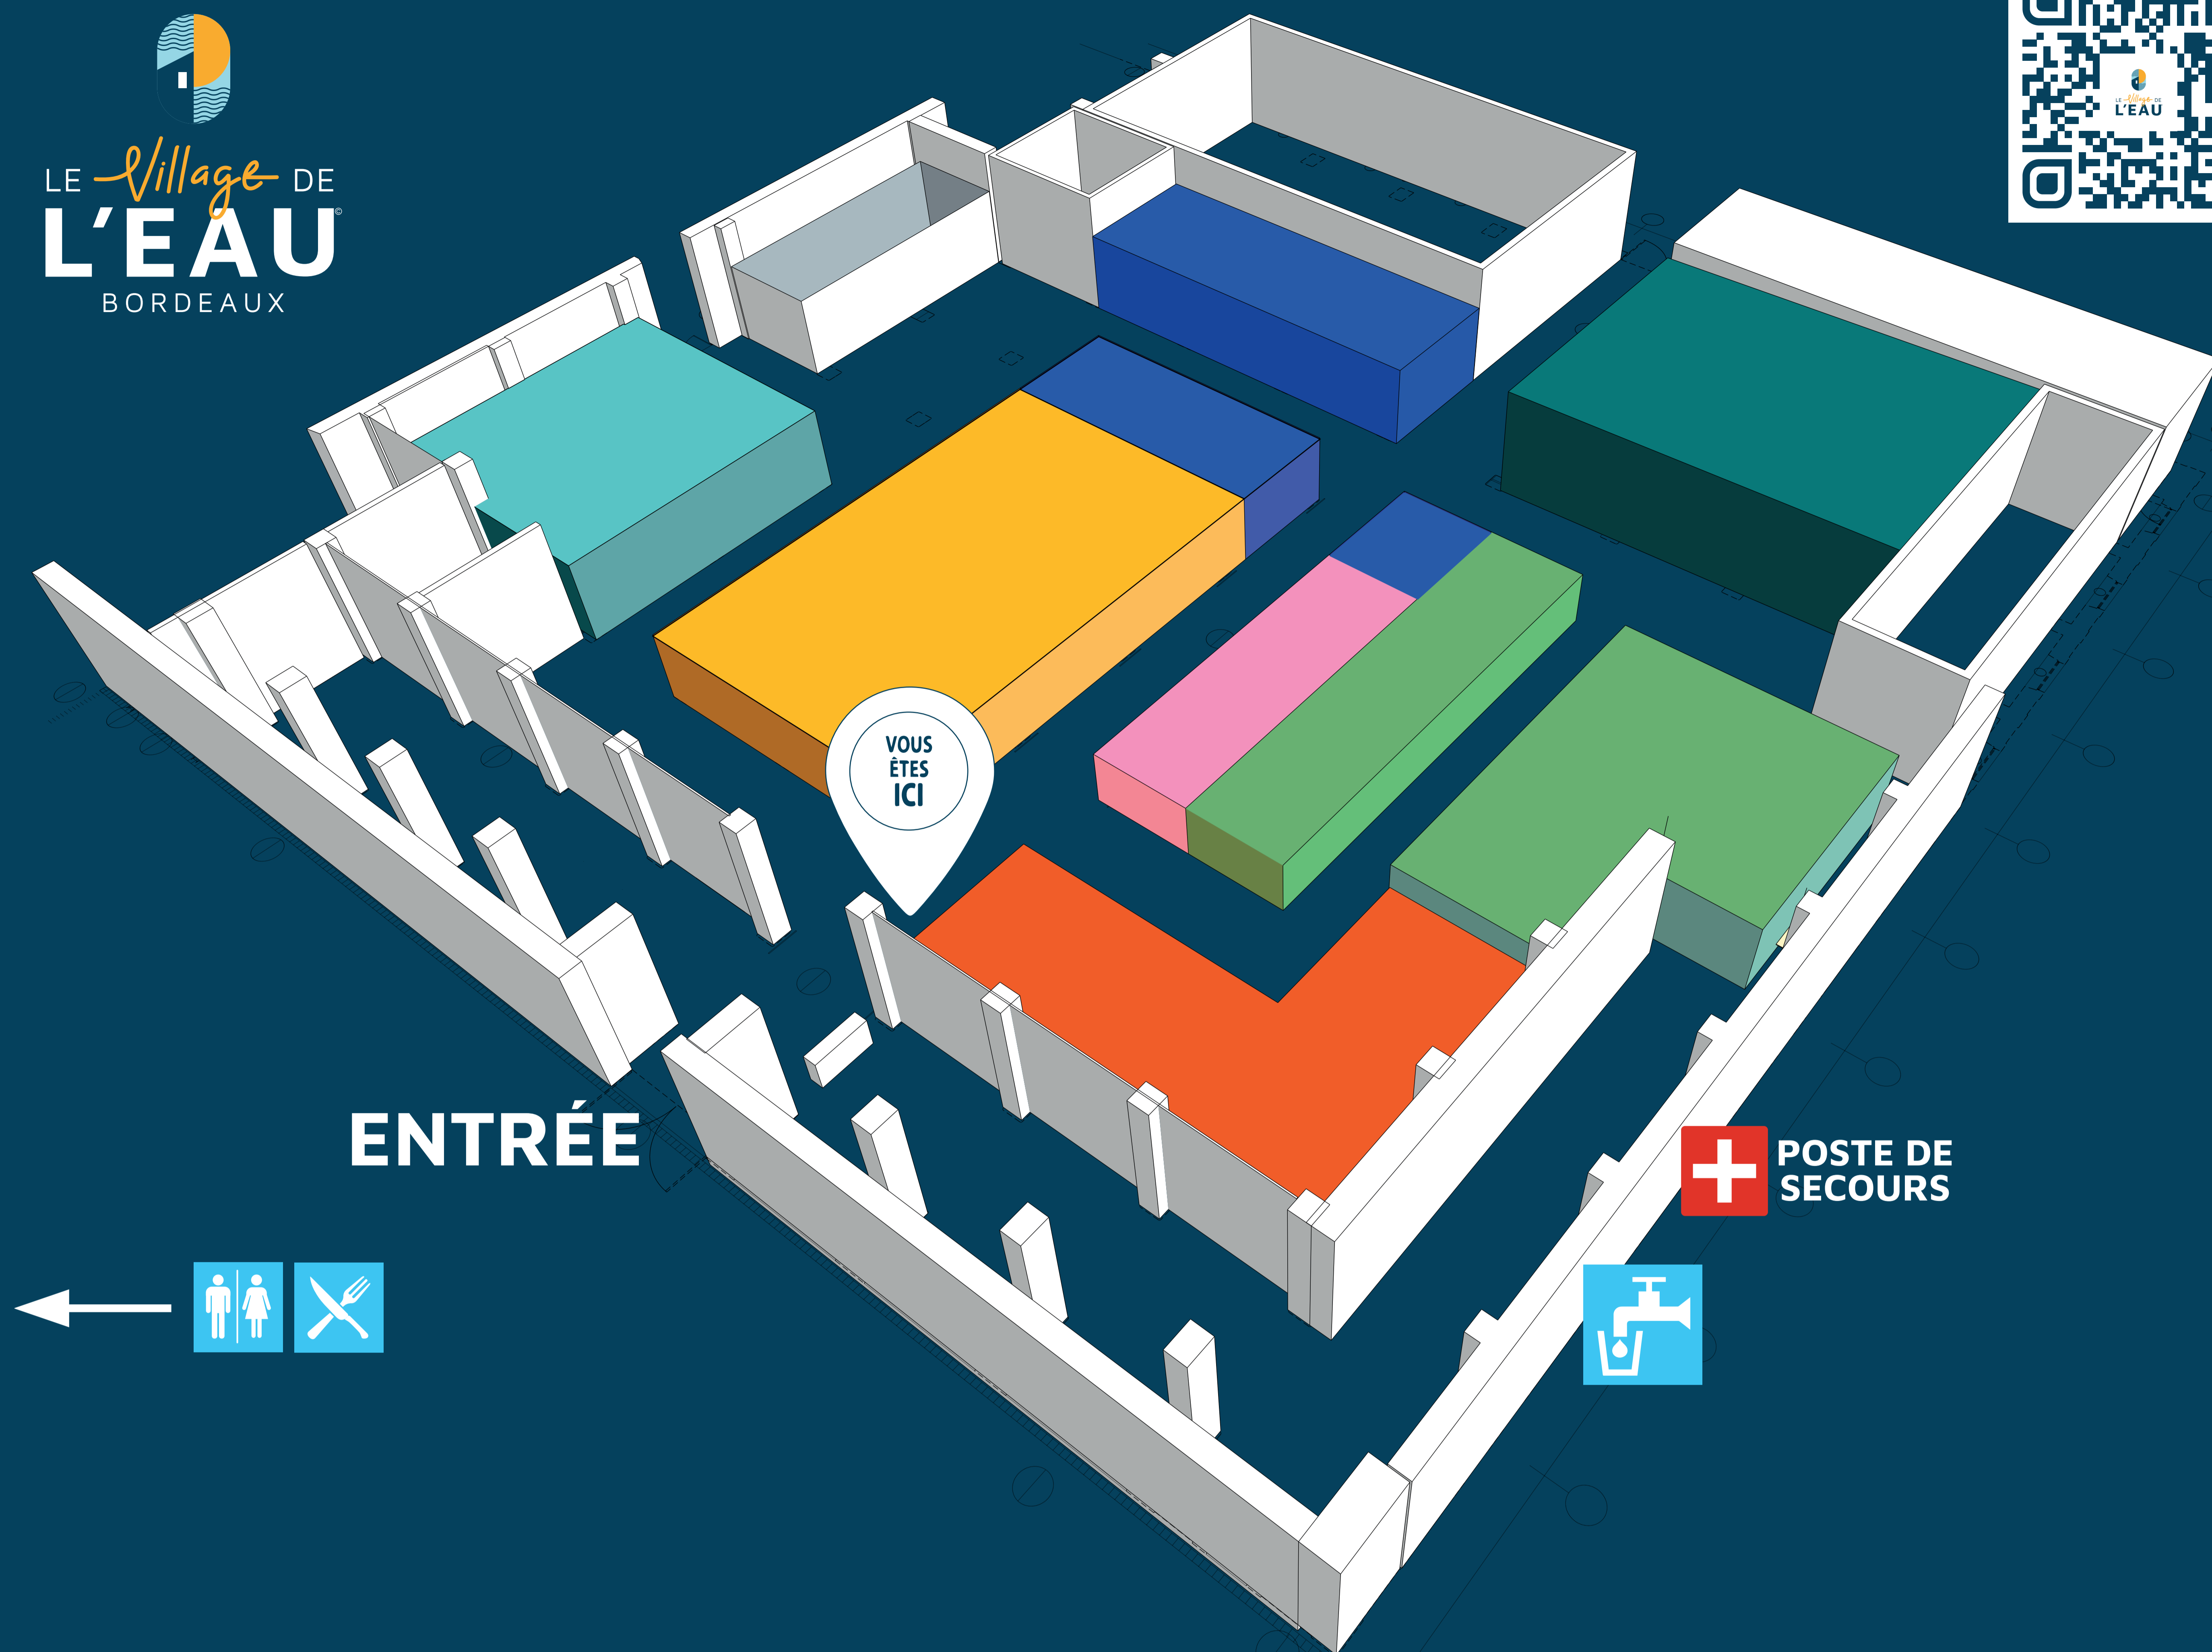 LE Village DE
L'EAU©
BORDEAUX
LE Village DE
L'EAU
VOUS
ÊTES
ICI
ENTRÉE
POSTE DE
SECOURS